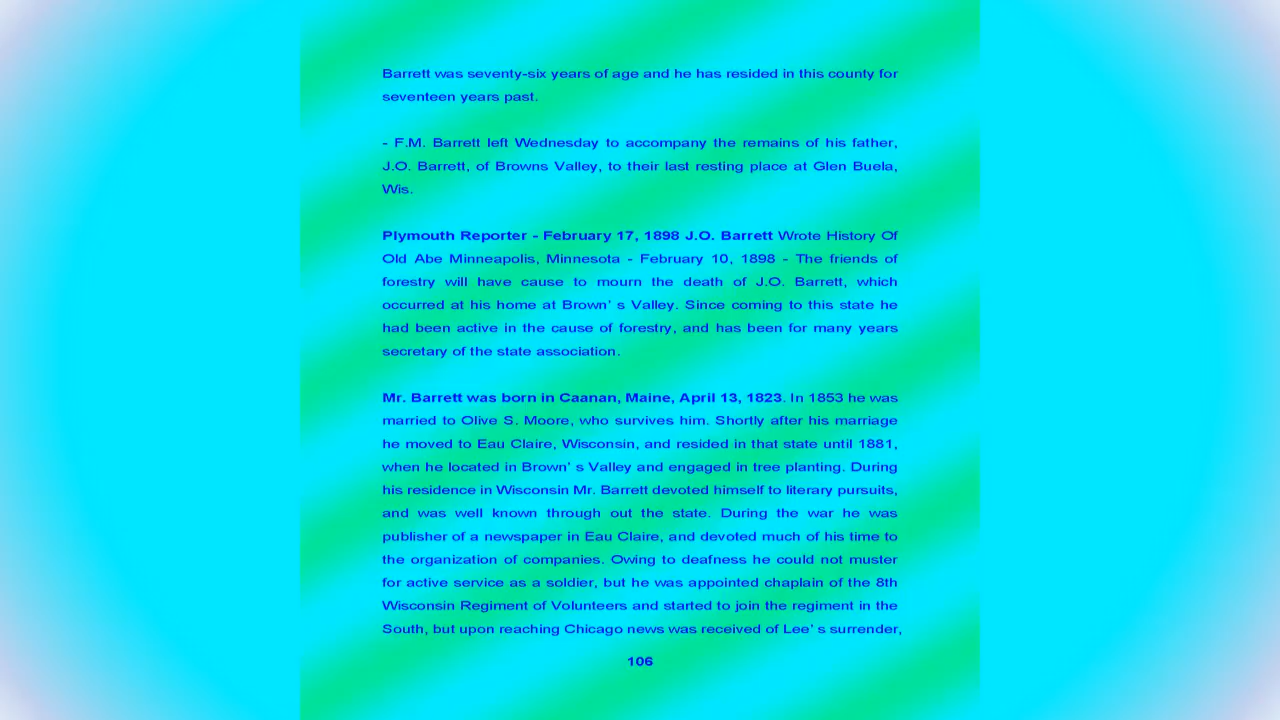 Barrett was seventy-six years of age and he has resided in this county for
seventeen years past.
- F.M. Barrett left Wednesday to accompany the remains of his father,
J.O. Barrett, of Browns Valley, to their last resting place at Glen Buela,
Wis.
Plymouth Reporter - February 17, 1898 J.O. Barrett Wrote History Of
Old Abe Minneapolis, Minnesota - February 10, 1898 - The friends of
forestry will have cause to mourn the death of J.O. Barrett, which
occurred at his home at Brown' s Valley. Since coming to this state he
had been active in the cause of forestry, and has been for many years
secretary of the state association.
Mr. Barrett was born in Caanan, Maine, April 13, 1823. In 1853 he was
married to Olive S. Moore, who survives him. Shortly after his marriage
he moved to Eau Claire, Wisconsin, and resided in that state until 1881,
when he located in Brown' s Valley and engaged in tree planting. During
his residence in Wisconsin Mr. Barrett devoted himself to literary pursuits,
and was well known through out the state. During the war he was
publisher of a newspaper in Eau Claire, and devoted much of his time to
the organization of companies. Owing to deafness he could not muster
for active service as a soldier, but he was appointed chaplain of the 8th
Wisconsin Regiment of Volunteers and started to join the regiment in the
South, but upon reaching Chicago news was received of Lee' s surrender,
106